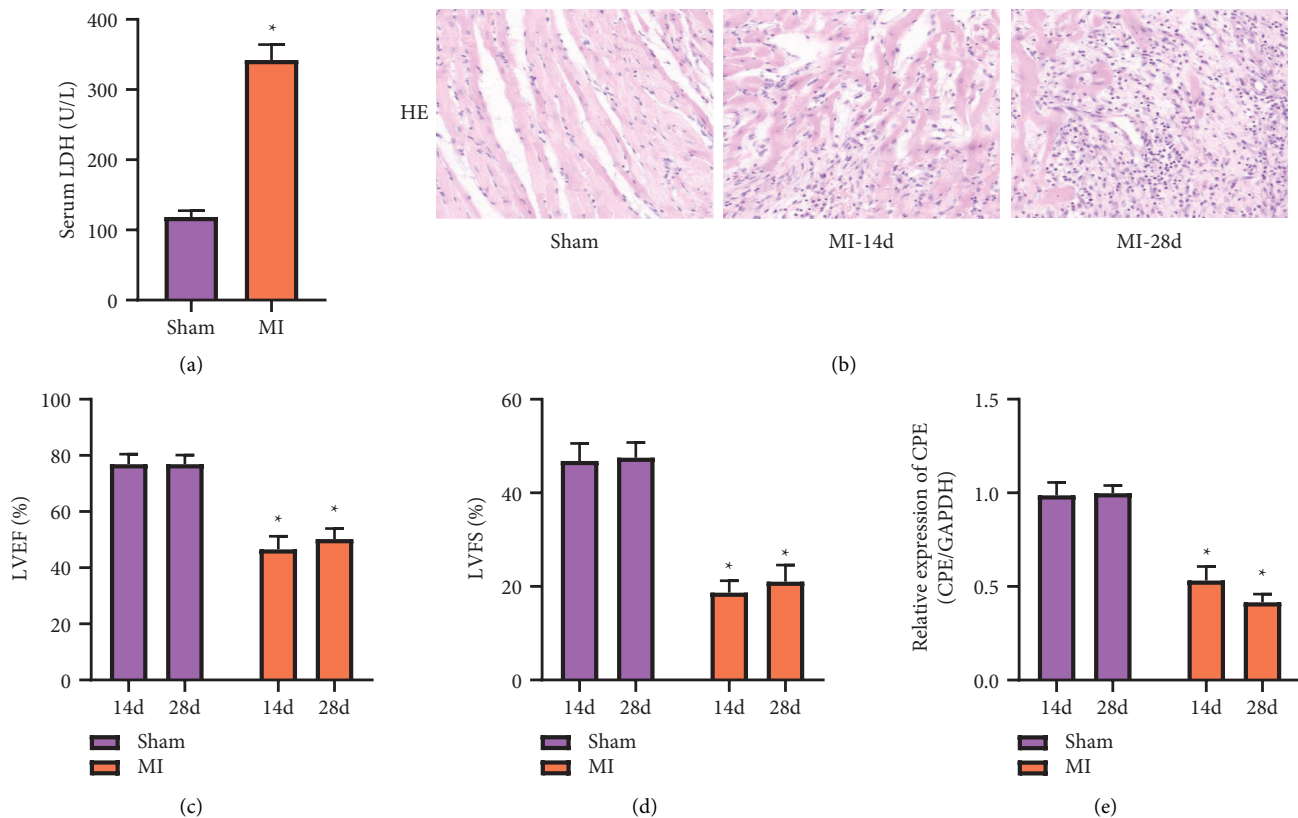 400
300
200
100
0
Serum LDH (U/L)
*
Sham
MI
(a)
HE
Sham
MI-14d
MI-28d
(b)
100
80
60
40
20
0
LVEF (%)
*
*
14d
28d
14d
28d
Sham
MI
(c)
60
40
20
0
LVFS (%)
*
*
14d
28d
14d
28d
(d)
1.5
1.0
0.5
0.0
Relative expression of CPE
(CPE/GAPDH)
*
*
14d
28d
14d
28d
Sham
MI
(e)